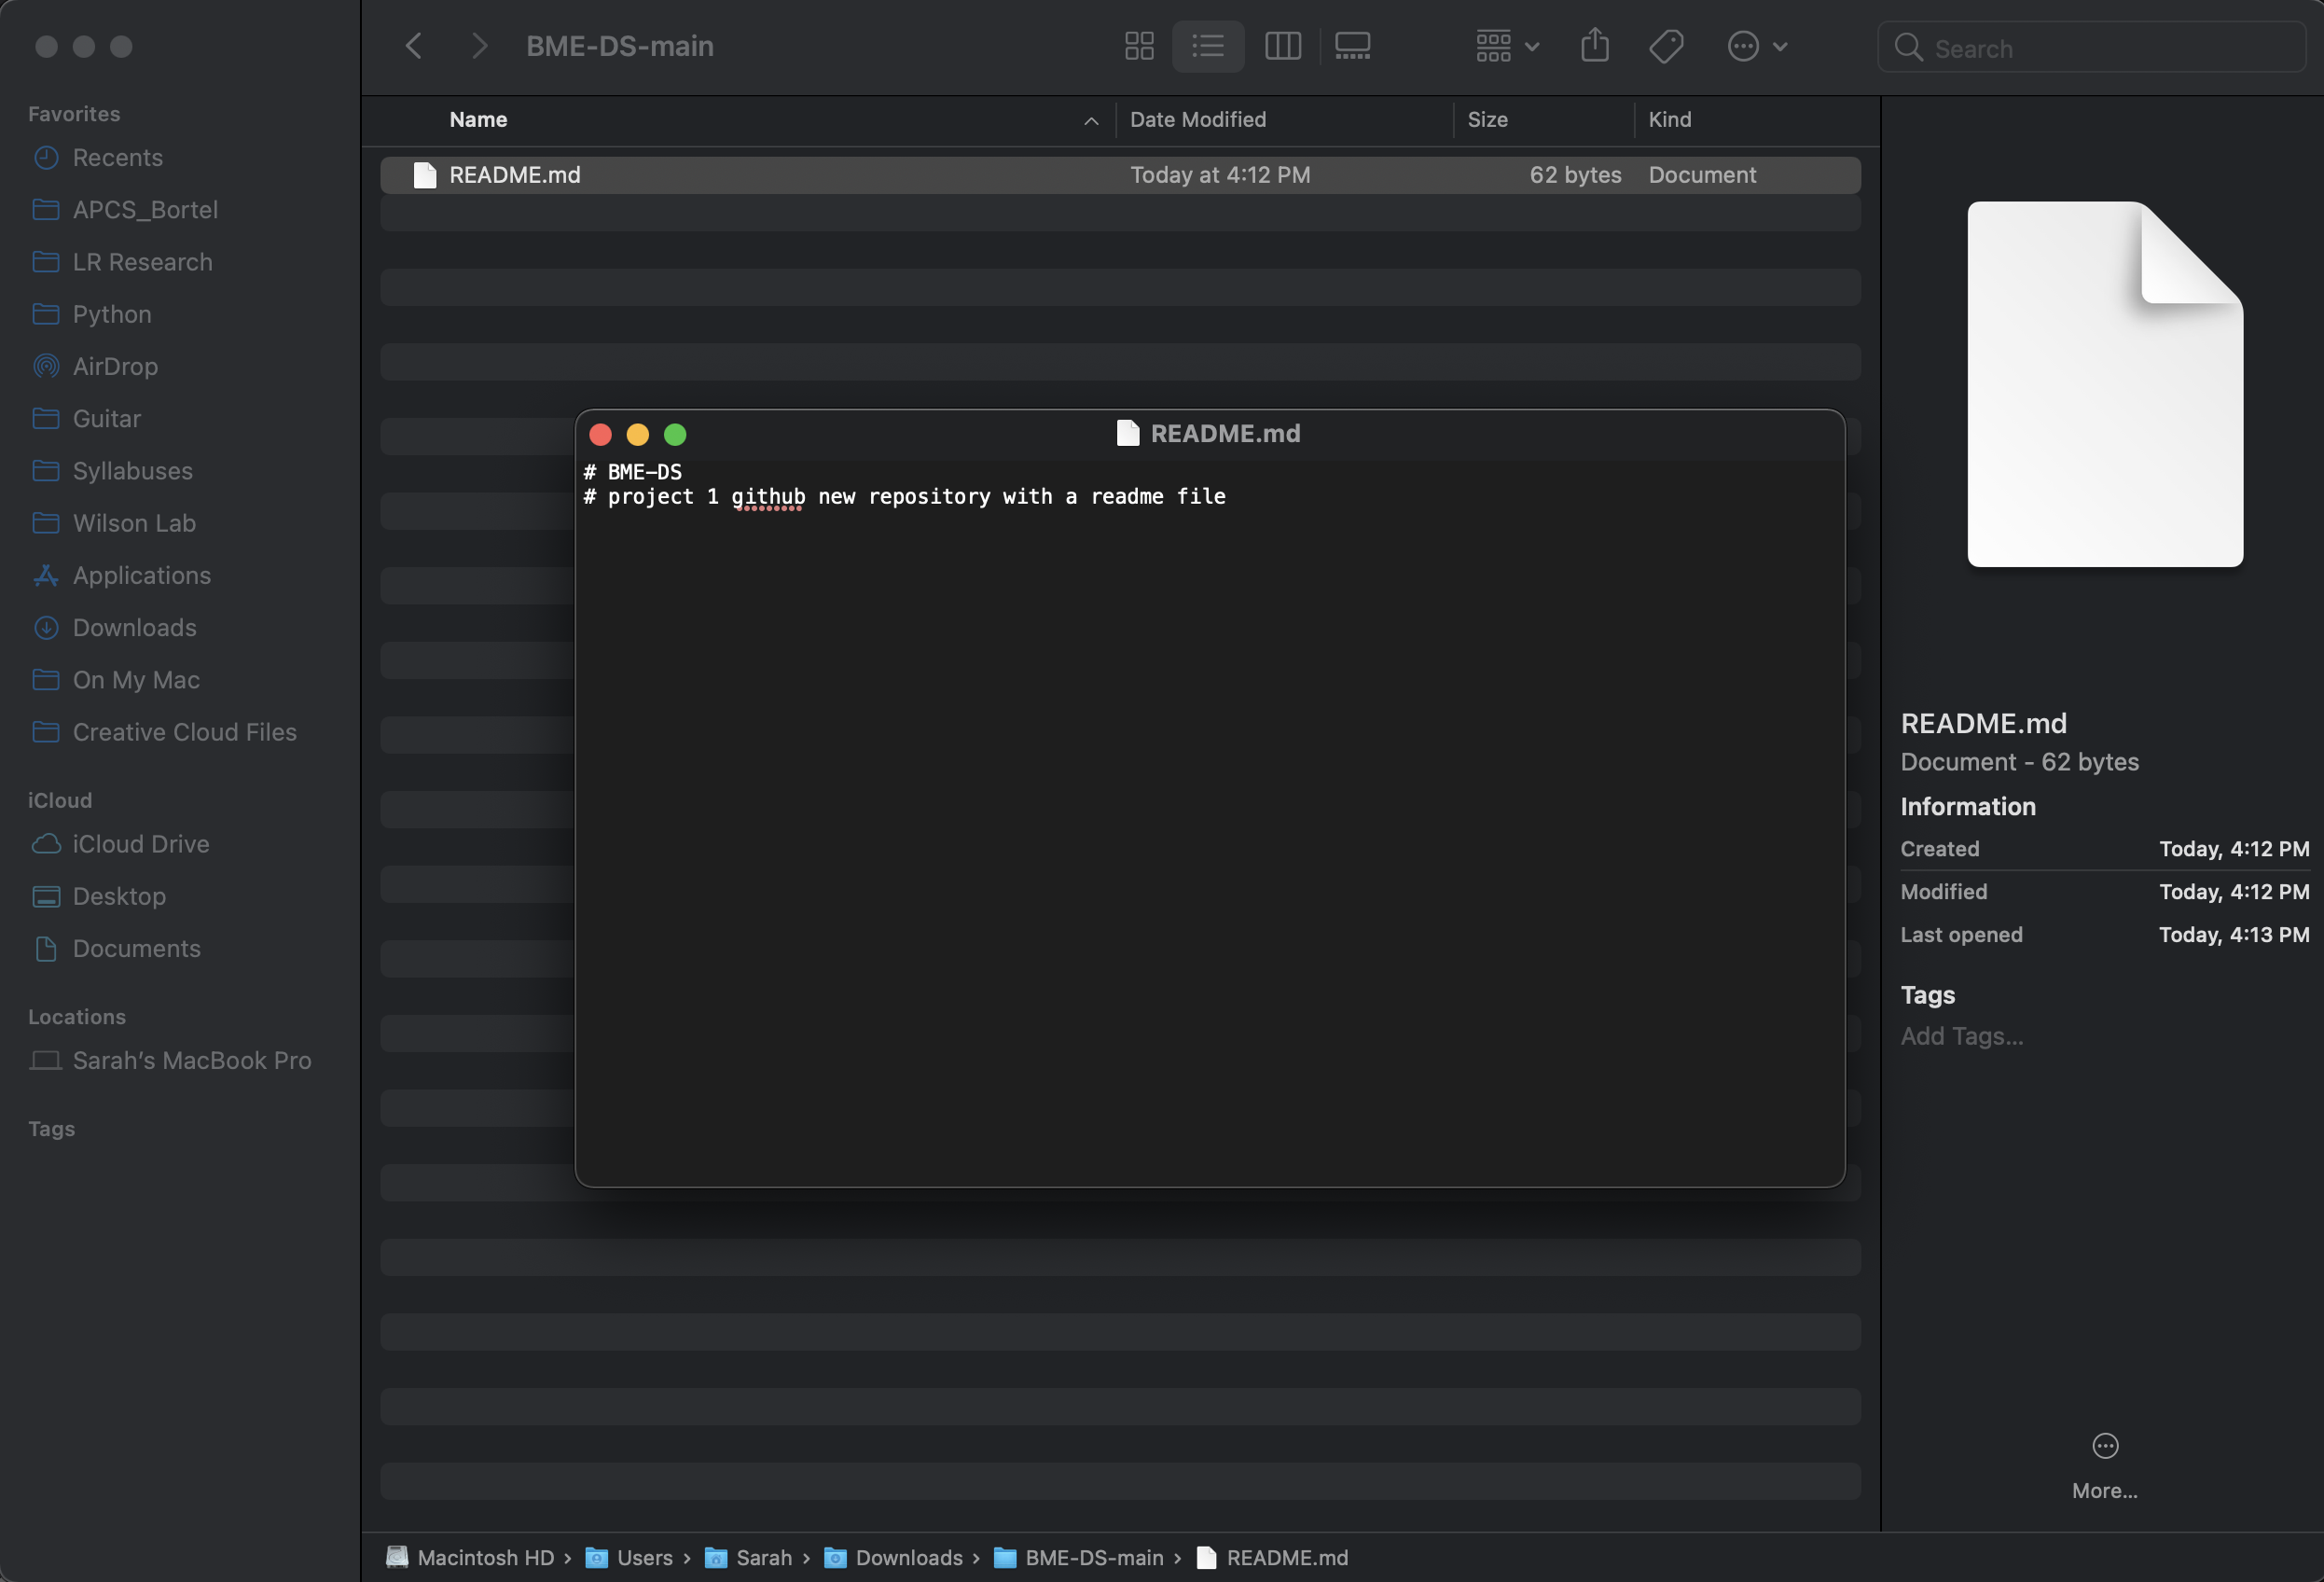 BME-DS-main
Search
Favorites
Recents
APCS_Bortel
LR Research
Python
AirDrop
Guitar
Syllabuses
Wilson Lab
Applications
Downloads
On My Mac
Creative Cloud Files
iCloud
iCloud Drive
Desktop
Documents
Locations
Sarah's MacBook Pro
Tags
Name Date Modified Size Kind
README.md Today at 4:12 PM 62 bytes Document
README.md
# BME-DS
# project 1 github new repository with a readme file
README.md
Document - 62 bytes
Information
Created Today, 4:12 PM
Modified Today, 4:12 PM
Last opened Today, 4:13 PM
Tags
Add Tags...
More...
Macintosh HD › Users › Sarah › Downloads › BME-DS-main › README.md